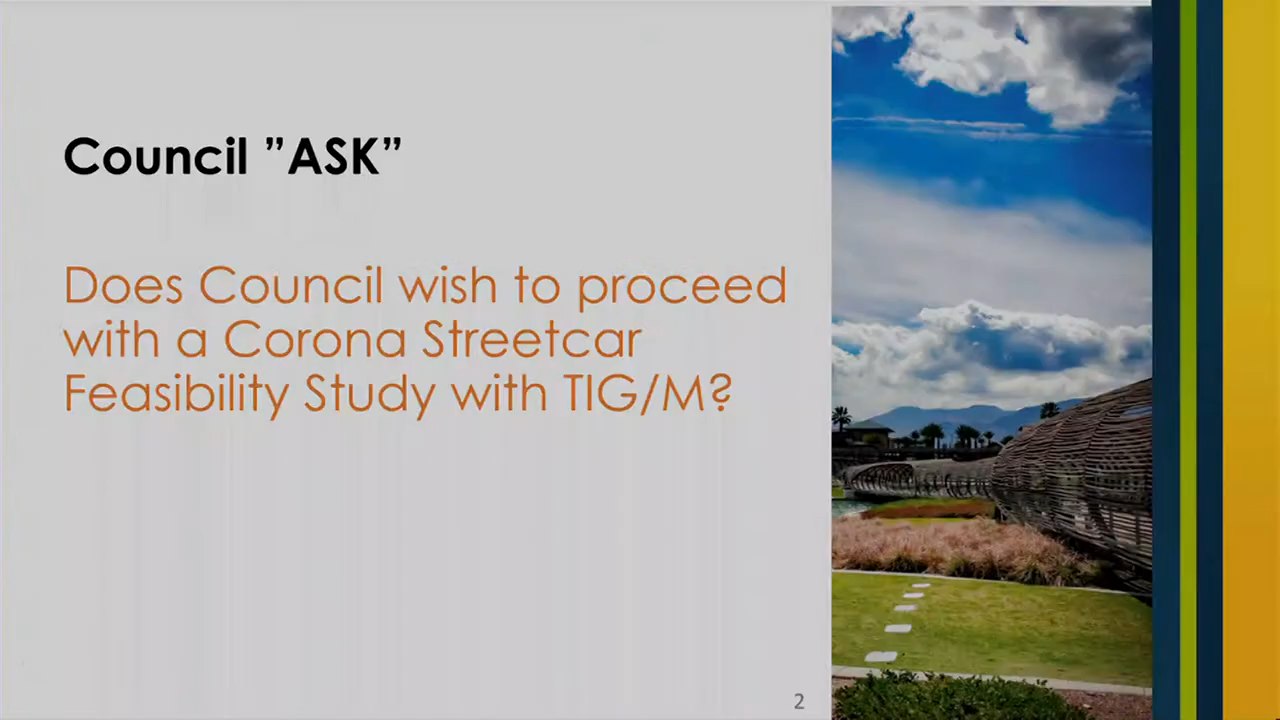 Council ”ASK”
Does Council wish to proceed
with a Corona Streetcar
Feasibility Study with TIG/M?
2